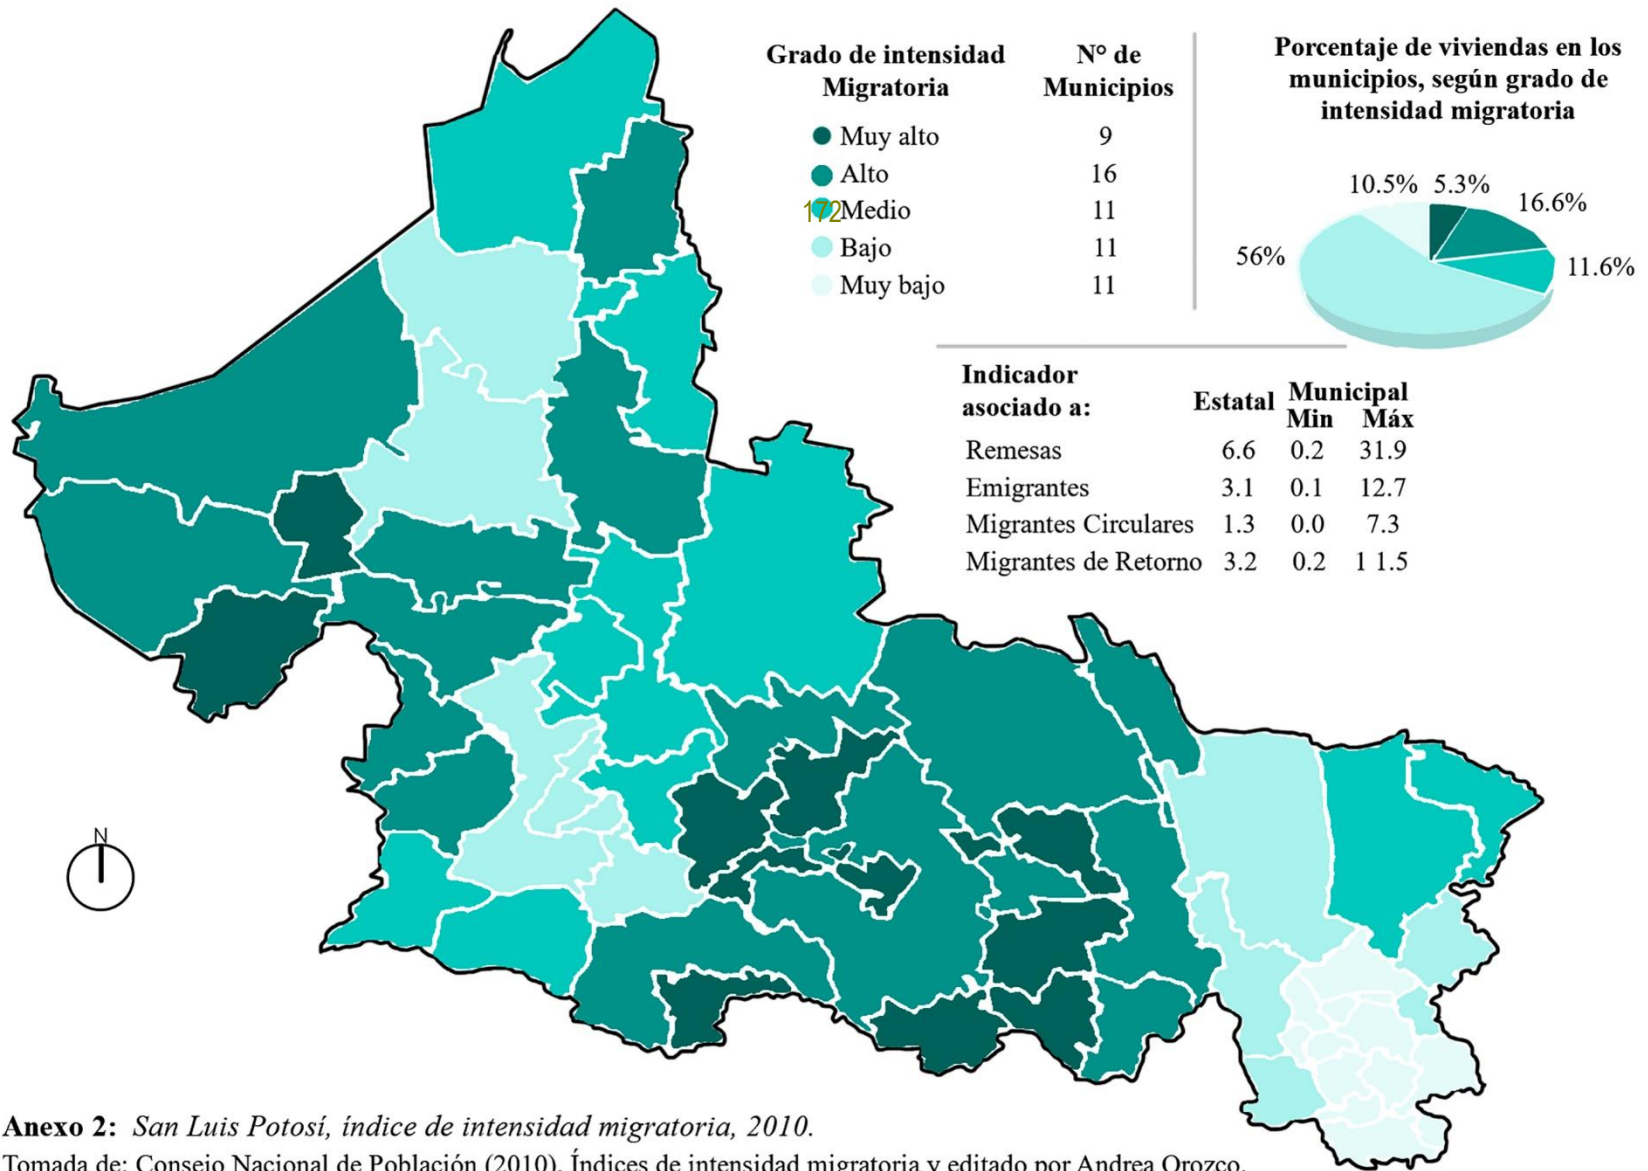 Grado de intensidad
Migratoria
N° de
Municipios
Muy alto 9
Alto 16
172 Medio 11
Bajo 11
Muy bajo 11
Porcentaje de viviendas en los
municipios, según grado de
intensidad migratoria
10.5% 5.3%
16.6%
56%
11.6%
Indicador
asociado a:
Estatal
Municipal
Min Máx
Remesas 6.6 0.2 31.9
Emigrantes 3.1 0.1 12.7
Migrantes Circulares 1.3 0.0 7.3
Migrantes de Retorno 3.2 0.2 1 1.5
N
Anexo 2: San Luis Potosí, índice de intensidad migratoria, 2010.
Tomada de: Consejo Nacional de Población (2010). Índices de intensidad migratoria y editado por Andrea Orozco.